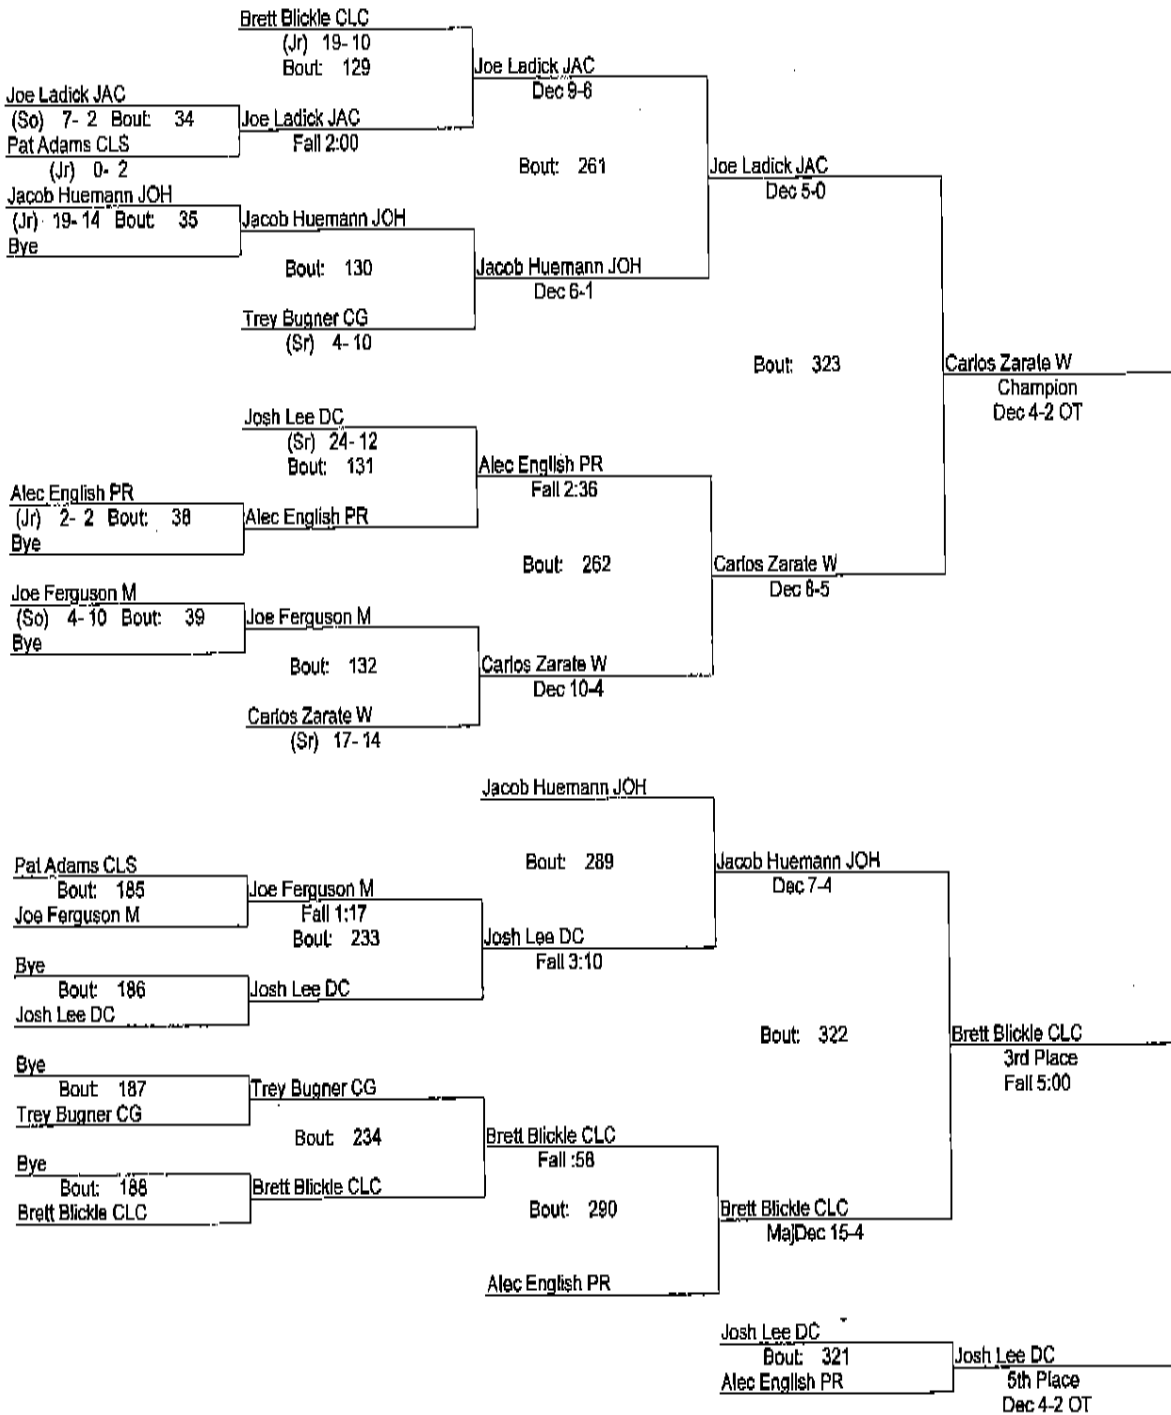 Brett Blickle CLC
(Jr) 19-10
Bout: 129
Joe Ladick JAC
Dec 9-6
Joe Ladick JAC
(So) 7-2 Bout: 34
Joe Ladick JAC
Fall 2:00
Pat Adams CLS
(Jr) 0-2
Bout: 261
Joe Ladick JAC
Dec 5-0
Jacob Huemann JOH
(Jr) 19-14 Bout: 35
Jacob Huemann JOH
Bye
Bout: 130
Jacob Huemann JOH
Dec 6-1
Trey Bugner CG
(Sr) 4-10
Bout: 323
Carlos Zarate W
Champion
Dec 4-2 OT
Josh Lee DC
(Sr) 24-12
Bout: 131
Alec English PR
Fall 2:36
Alec English PR
(Jr) 2-2 Bout: 38
Alec English PR
Bye
Bout: 262
Carlos Zarate W
Dec 8-5
Joe Ferguson M
(So) 4-10 Bout: 39
Joe Ferguson M
Bye
Bout: 132
Carlos Zarate W
Dec 10-4
Carlos Zarate W
(Sr) 17-14
Jacob Huemann JOH
Bout: 289
Jacob Huemann JOH
Dec 7-4
Pat Adams CLS
Bout: 185
Joe Ferguson M
Joe Ferguson M
Fall 1:17
Bout: 233
Josh Lee DC
Fall 3:10
Bye
Bout: 186
Josh Lee DC
Josh Lee DC
Bout: 322
Brett Blickle CLC
3rd Place
Fall 5:00
Bye
Bout: 187
Trey Bugner CG
Trey Bugner CG
Bout: 234
Brett Blickle CLC
Fall :58
Bye
Bout: 188
Brett Blickle CLC
Brett Blickle CLC
Bout: 290
Brett Blickle CLC
MajDec 15-4
Alec English PR
Josh Lee DC
Bout: 321
Alec English PR
Josh Lee DC
5th Place
Dec 4-2 OT